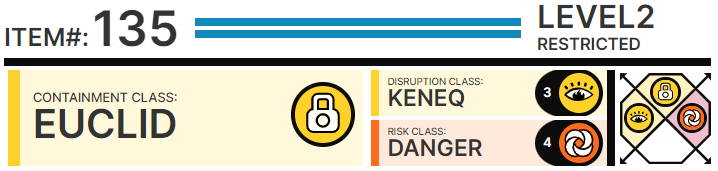 ITEM#: 135
LEVEL2
RESTRICTED
CONTAINMENT CLASS:
EUCLID
DISRUPTION CLASS:
KENEQ
3
RISK CLASS:
DANGER
4